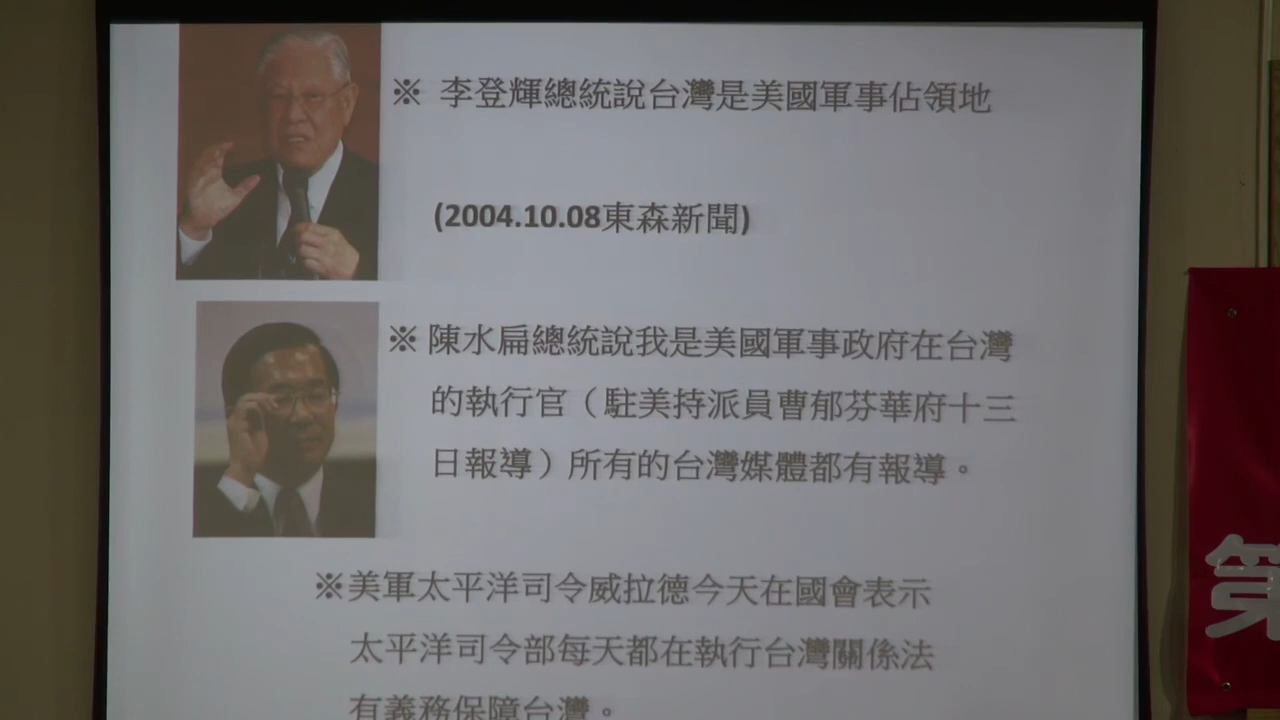 ※ 李登輝總統說台灣是美國軍事佔領地
(2004.10.08東森新聞)
※ 陳水扁總統說我是美國軍事政府在台灣
的執行官（駐美持派員曹郁芬華府十三
日報導）所有的台灣媒體都有報導。
※美軍太平洋司令威拉德今天在國會表示
太平洋司令部每天都在執行台灣關係法
有義務保障台灣。
第